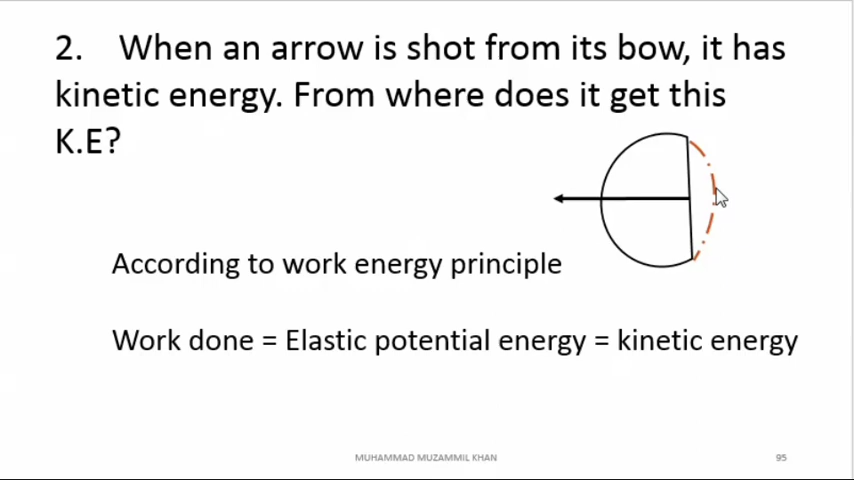 2. When an arrow is shot from its bow, it has
kinetic energy. From where does it get this
K.E?
According to work energy principle
Work done = Elastic potential energy = kinetic energy
MUHAMMAD MUZAMMIL KHAN
95